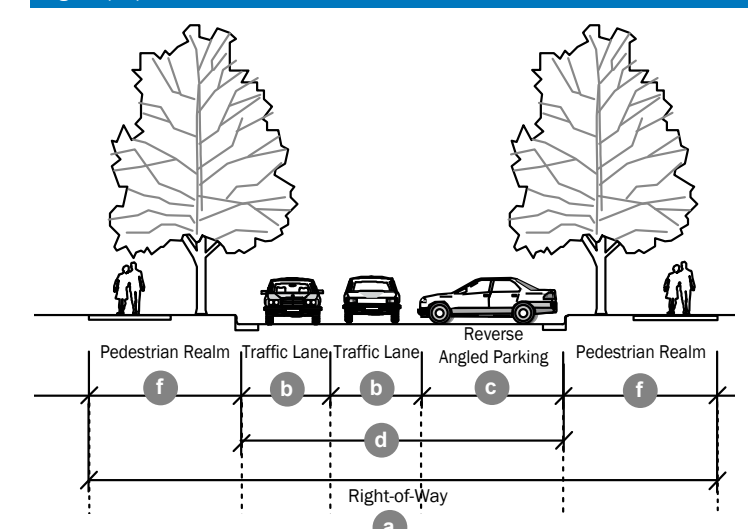 Reverse
Pedestrian Realm Traffic Lane Traffic Lane Angled Parking Pedestrian Realm
f b b c f
d
Right-of-Way
a